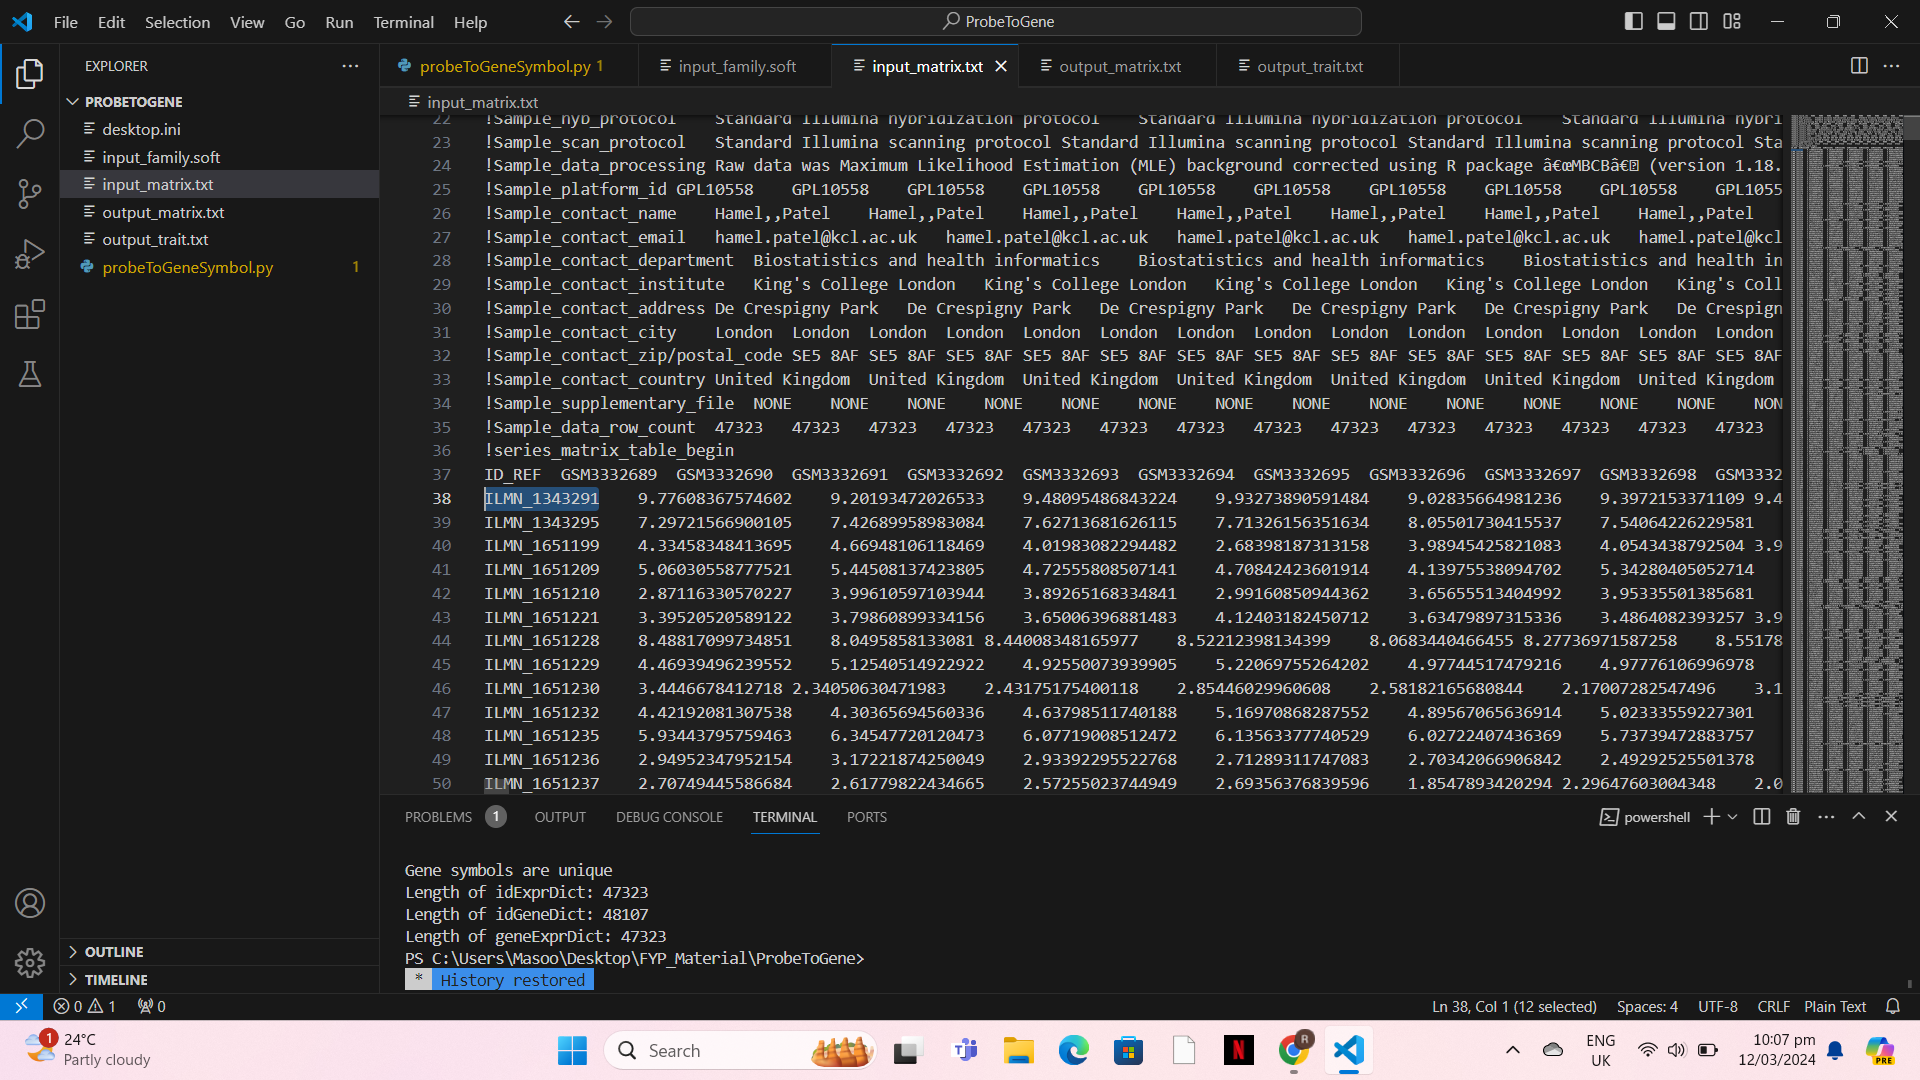 File Edit Selection View Go Run Terminal Help
ProbeToGene
EXPLORER
PROBETOGENE
desktop.ini
input_family.soft
input_matrix.txt
output_matrix.txt
output_trait.txt
probeToGeneSymbol.py 1
OUTLINE
TIMELINE
probeToGeneSymbol.py 1 input_family.soft input_matrix.txt output_matrix.txt output_trait.txt
input_matrix.txt
22 !Sample_hyb_protocol Standard Illumina hybridization protocol Standard Illumina hybridization protocol Standard Illumina hybri
23 !Sample_scan_protocol Standard Illumina scanning protocol Standard Illumina scanning protocol Standard Illumina scanning protocol Sta
24 !Sample_data_processing Raw data was Maximum Likelihood Estimation (MLE) background corrected using R package “MBCB†(version 1.18.
25 !Sample_platform_id GPL10558 GPL10558 GPL10558 GPL10558 GPL10558 GPL10558 GPL10558 GPL10558 GPL10558 GPL1055
26 !Sample_contact_name Hamel,,Patel Hamel,,Patel Hamel,,Patel Hamel,,Patel Hamel,,Patel Hamel,,Patel Hamel,,Patel
27 !Sample_contact_email hamel.patel@kcl.ac.uk hamel.patel@kcl.ac.uk hamel.patel@kcl.ac.uk hamel.patel@kcl.ac.uk hamel.patel@kcl
28 !Sample_contact_department Biostatistics and health informatics Biostatistics and health informatics Biostatistics and health in
29 !Sample_contact_institute King's College London King's College London King's College London King's College London King's Coll
30 !Sample_contact_address De Crespigny Park De Crespigny Park De Crespigny Park De Crespigny Park De Crespigny Park De Crespign
31 !Sample_contact_city London London London London London London London London London London London London London London
32 !Sample_contact_zip/postal_code SE5 8AF SE5 8AF SE5 8AF SE5 8AF SE5 8AF SE5 8AF SE5 8AF SE5 8AF SE5 8AF SE5 8AF SE5 8AF SE5 8AF SE5 8AF
33 !Sample_contact_country United Kingdom United Kingdom United Kingdom United Kingdom United Kingdom United Kingdom United Kingdom
34 !Sample_supplementary_file NONE NONE NONE NONE NONE NONE NONE NONE NONE NONE NONE NONE NONE NON
35 !Sample_data_row_count 47323 47323 47323 47323 47323 47323 47323 47323 47323 47323 47323 47323 47323 47323
36 !series_matrix_table_begin
37 ID_REF GSM3332689 GSM3332690 GSM3332691 GSM3332692 GSM3332693 GSM3332694 GSM3332695 GSM3332696 GSM3332697 GSM3332698 GSM3332
38 ILMN_1343291 9.77608367574602 9.20193472026533 9.48095486843224 9.93273890591484 9.02835664981236 9.3972153371109 9.4
39 ILMN_1343295 7.29721566900105 7.42689958983084 7.62713681626115 7.71326156351634 8.05501730415537 7.54064226229581
40 ILMN_1651199 4.33458348413695 4.66948106118469 4.01983082294482 2.68398187313158 3.98945425821083 4.0543438792504 3.9
41 ILMN_1651209 5.06030558777521 5.44508137423805 4.72555808507141 4.70842423601914 4.13975538094702 5.34280405052714
42 ILMN_1651210 2.87116330570227 3.99610597103944 3.89265168334841 2.99160850944362 3.65655513404992 3.95335501385681
43 ILMN_1651221 3.39520520589122 3.79860899334156 3.65006396881483 4.12403182450712 3.63479897315336 3.4864082393257 3.9
44 ILMN_1651228 8.48817099734851 8.0495858133081 8.44008348165977 8.52212398134399 8.0683440466455 8.27736971587258 8.55178
45 ILMN_1651229 4.46939496239552 5.12540514922922 4.92550073939905 5.22069755264202 4.97744517479216 4.97776106996978
46 ILMN_1651230 3.4446678412718 2.34050630471983 2.43175175400118 2.85446029960608 2.58182165680844 2.17007282547496 3.1
47 ILMN_1651232 4.42192081307538 4.30365694560336 4.63798511740188 5.16970868287552 4.89567065636914 5.02333559227301
48 ILMN_1651235 5.93443795759463 6.34547720120473 6.07719008512472 6.13563377740529 6.02722407436369 5.73739472883757
49 ILMN_1651236 2.94952347952154 3.17221874250049 2.93392295522768 2.71289311747083 2.70342066906842 2.49292525501378
50 ILMN_1651237 2.70749445586684 2.61779822434665 2.57255023744949 2.69356376839596 1.8547893420294 2.29647603004348 2.0
PROBLEMS 1 OUTPUT DEBUG CONSOLE TERMINAL PORTS
powershell
Gene symbols are unique
Length of idExprDict: 47323
Length of idGeneDict: 48107
Length of geneExprDict: 47323
PS C:\Users\Masoo\Desktop\FYP_Material\ProbeToGene>
* History restored
0 1 0
Ln 38, Col 1 (12 selected) Spaces: 4 UTF-8 CRLF Plain Text
1 24°C
Partly cloudy
Search
R
N
ENG
UK
10:07 pm
12/03/2024
PRE